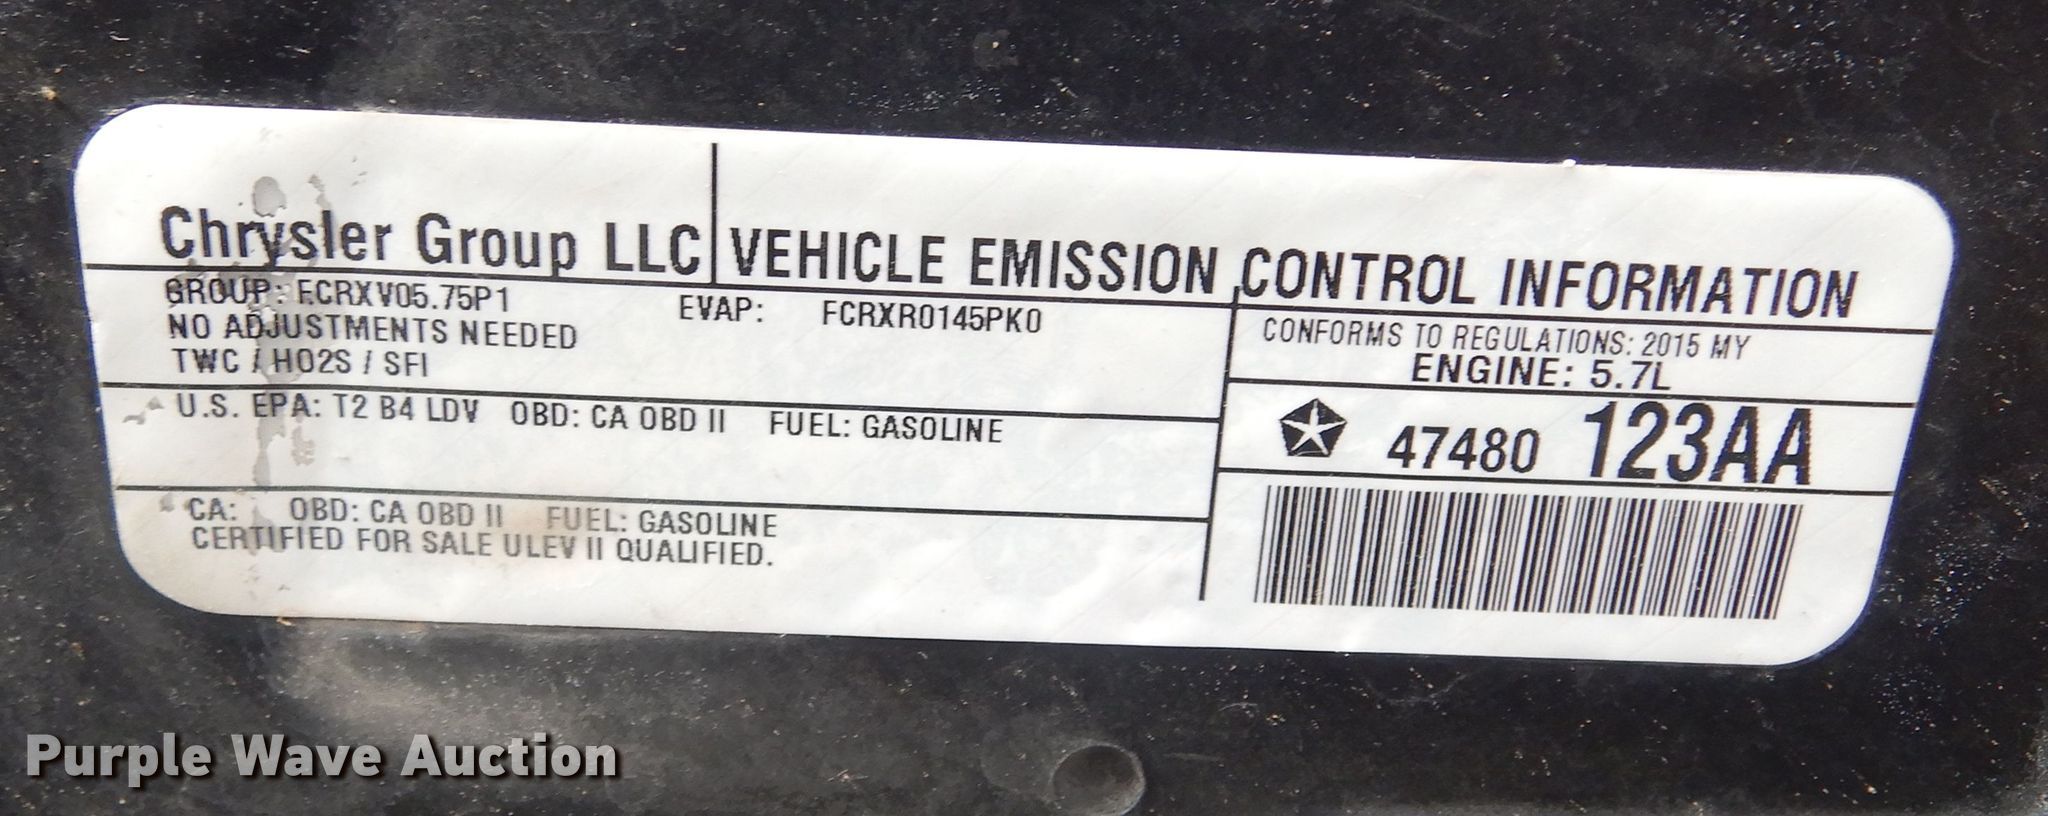 Chrysler Group LLC VEHICLE EMISSION CONTROL INFORMATION
GROUP: FCRXV05.75P1 EVAP: FCRXR0145PK0
NO ADJUSTMENTS NEEDED
TWC / HO2S / SFI
CONFORMS TO REGULATIONS: 2015 MY
ENGINE: 5.7L
U.S. EPA: T2 B4 LDV OBD: CA OBD II FUEL: GASOLINE
47480 123AA
CA: OBD: CA OBD II FUEL: GASOLINE
CERTIFIED FOR SALE ULEV II QUALIFIED.
Purple Wave Auction